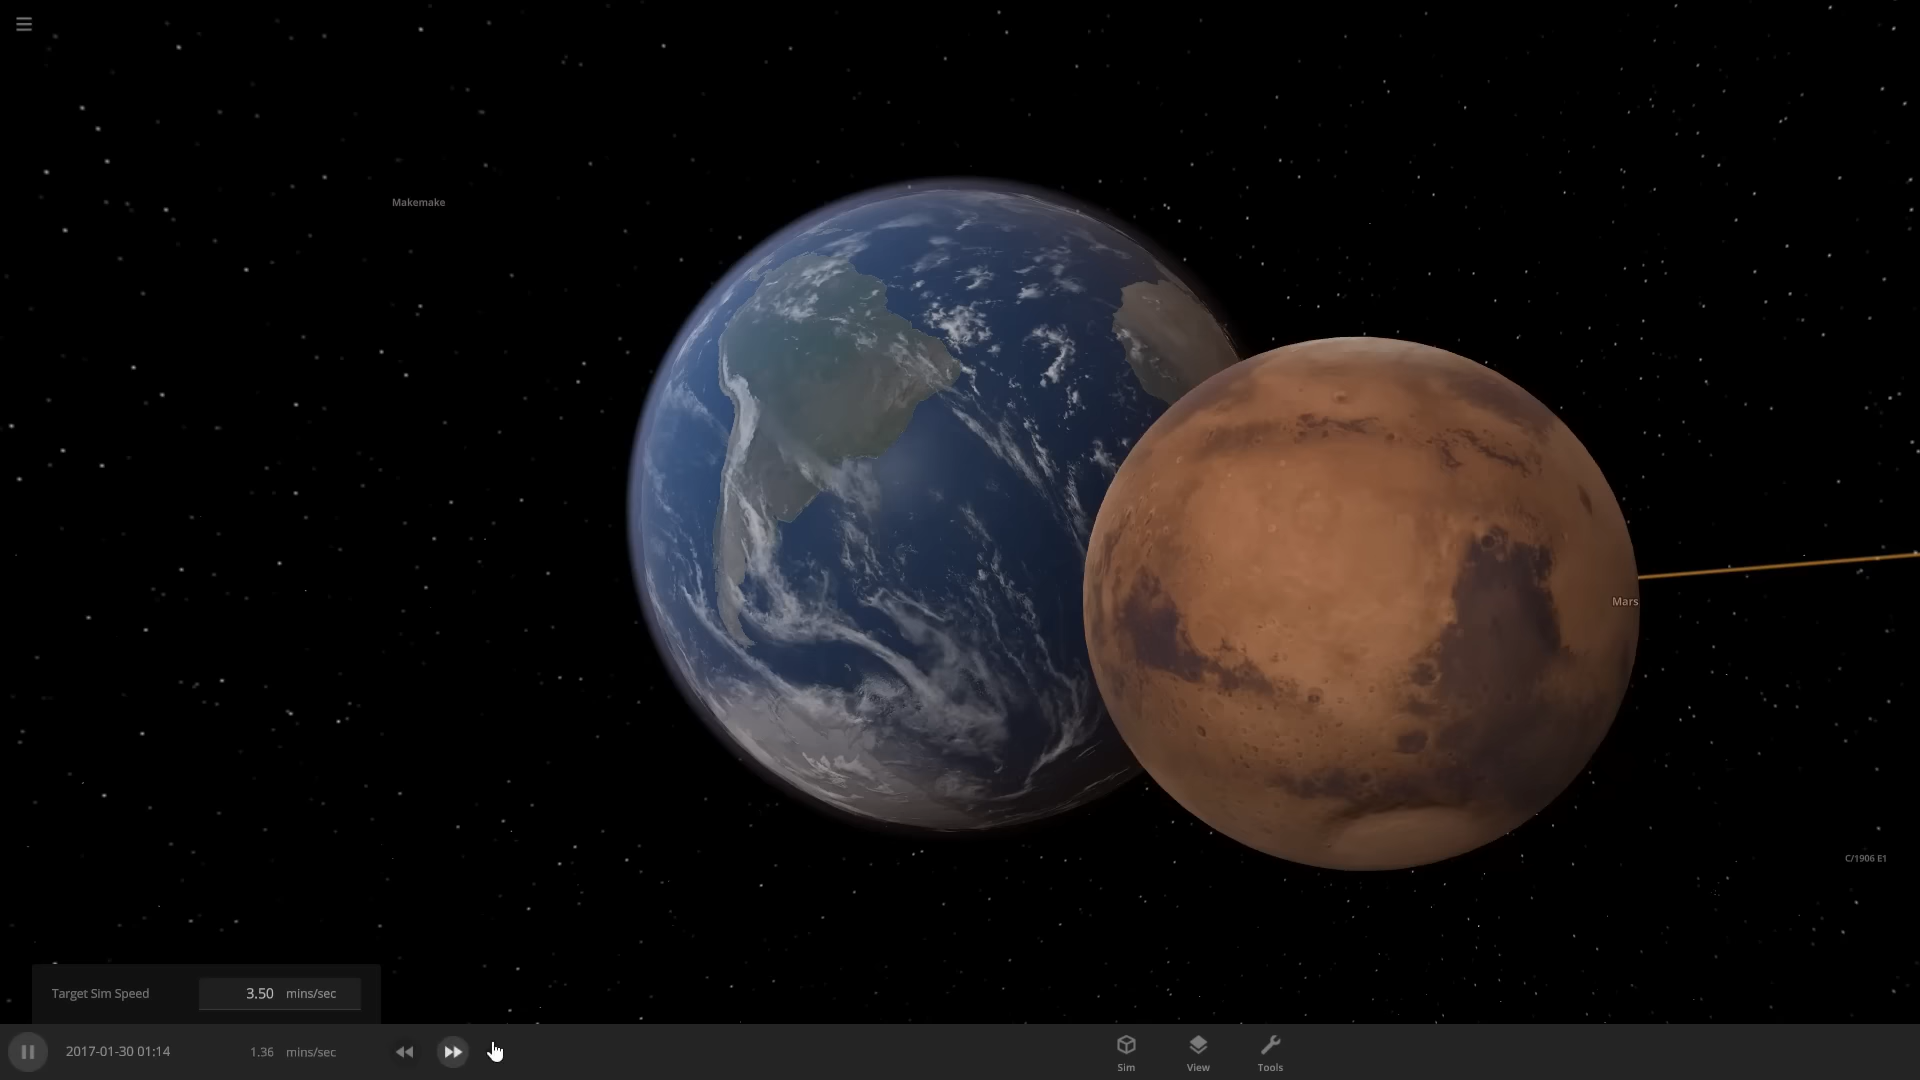 Makemake
Mars
C/1906 E1
Target Sim Speed 3.50 mins/sec
2017-01-30 01:14 1.36 mins/sec
Sim View Tools